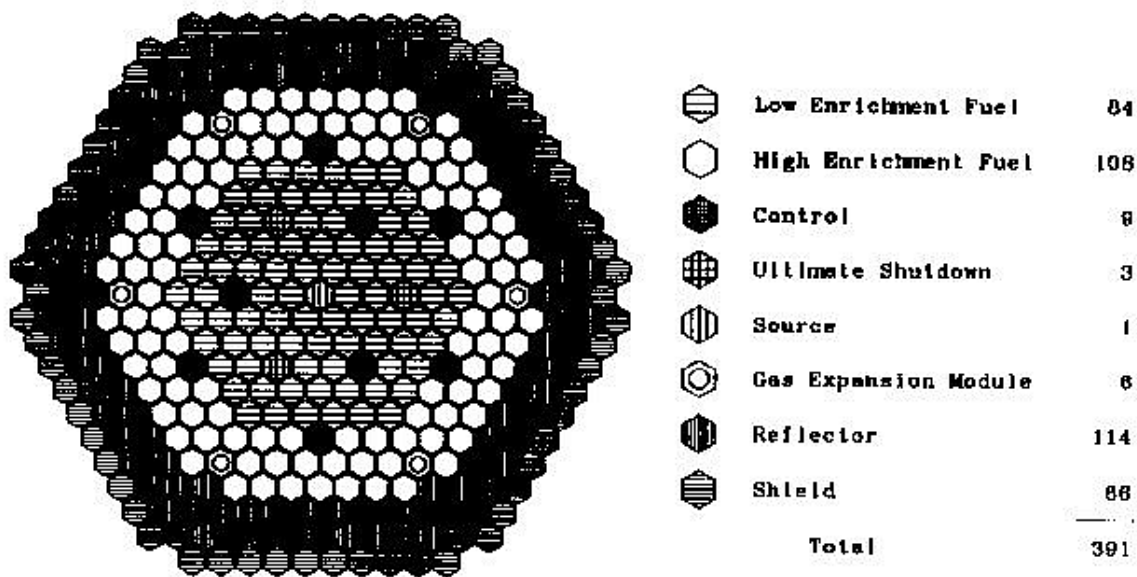 Low Enrichment Fuel 84
High Enrichment Fuel 108
Control 9
Ultimate Shutdown 3
Source 1
Gas Expansion Module 6
Reflector 114
Shield 66
Total 391